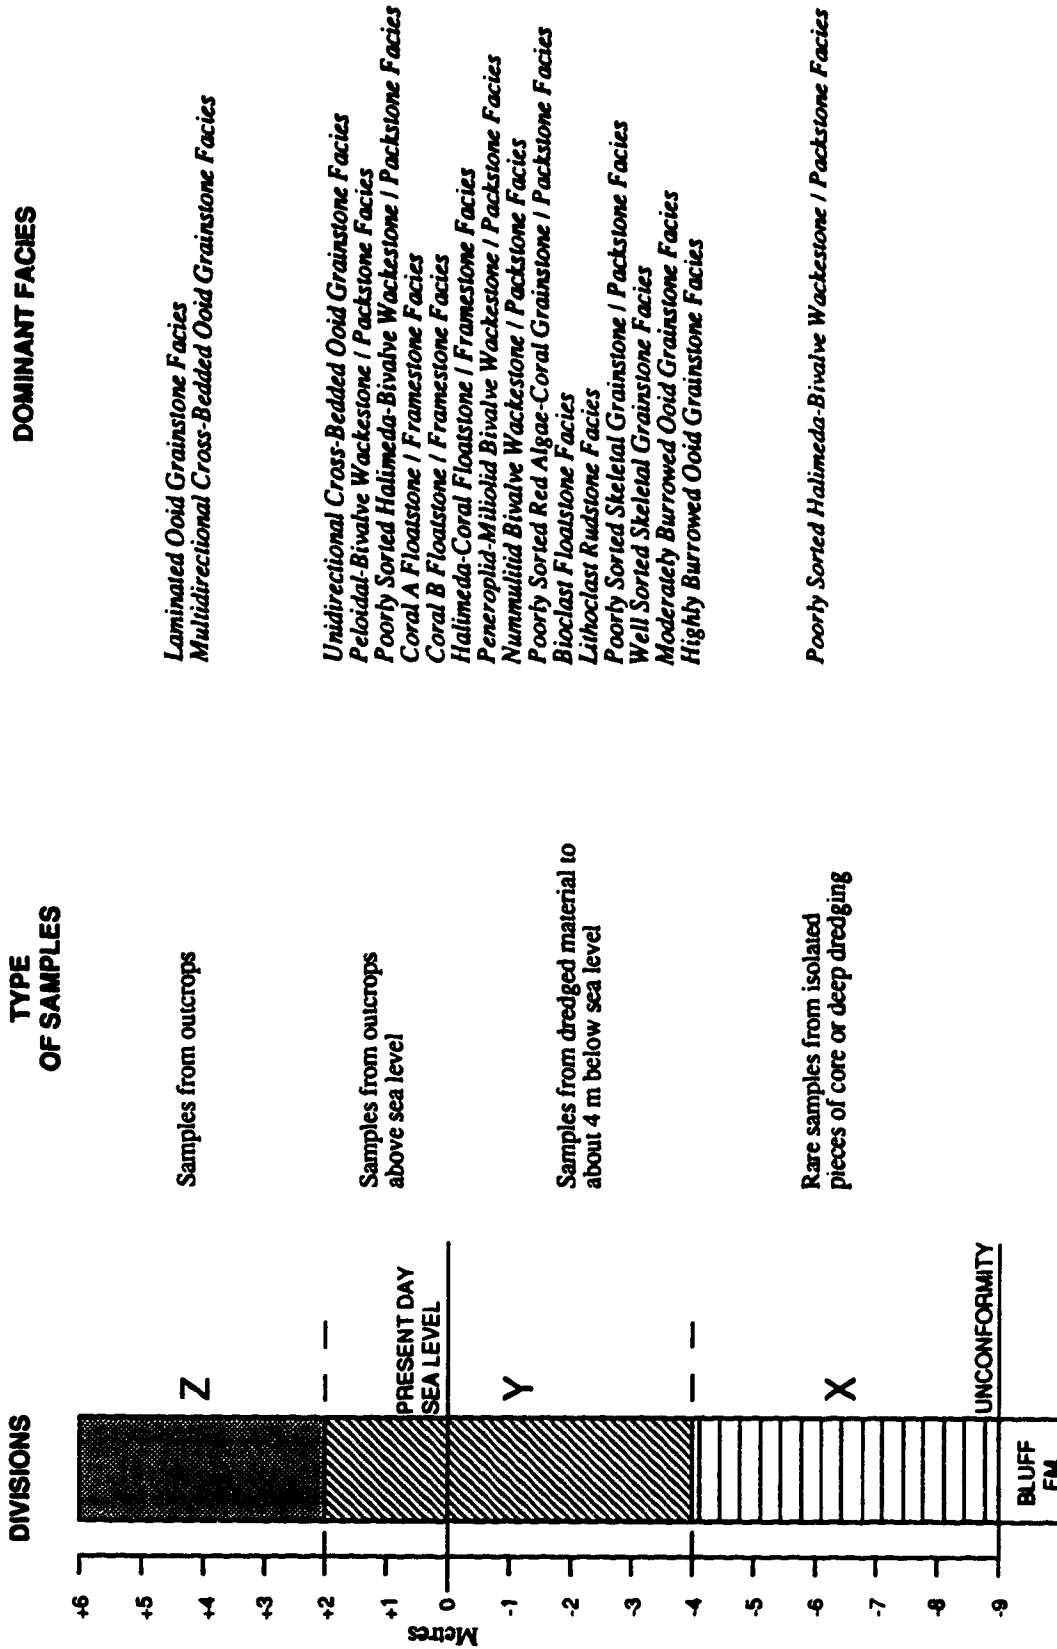 DIVISIONS
TYPE
OF SAMPLES
DOMINANT FACIES
Metres
+6
+5
+4
+3
+2
+1
0
-1
-2
-3
-4
-5
-6
-7
-8
-9
Z
PRESENT DAY
SEA LEVEL
Y
X
UNCONFORMITY
BLUFF
FM
Samples from outcrops
Samples from outcrops
above sea level
Samples from dredged material to
about 4 m below sea level
Rare samples from isolated
pieces of core or deep dredging
Laminated Ooid Grainstone Facies
Multidirectional Cross-Bedded Ooid Grainstone Facies
Unidirectional Cross-Bedded Ooid Grainstone Facies
Peloidal-Bivalve Wackestone / Packstone Facies
Poorly Sorted Halimeda-Bivalve Wackestone / Packstone Facies
Coral A Floatstone / Framestone Facies
Coral B Floatstone / Framestone Facies
Halimeda-Coral Floatstone / Framestone Facies
Peneroplid-Miliolid Bivalve Wackestone / Packstone Facies
Nummulitid Bivalve Wackestone / Packstone Facies
Poorly Sorted Red Algae-Coral Grainstone / Packstone Facies
Bioclast Floatstone Facies
Lithoclast Rudstone Facies
Poorly Sorted Skeletal Grainstone / Packstone Facies
Well Sorted Skeletal Grainstone Facies
Moderately Burrowed Ooid Grainstone Facies
Highly Burrowed Ooid Grainstone Facies
Poorly Sorted Halimeda-Bivalve Wackestone / Packstone Facies